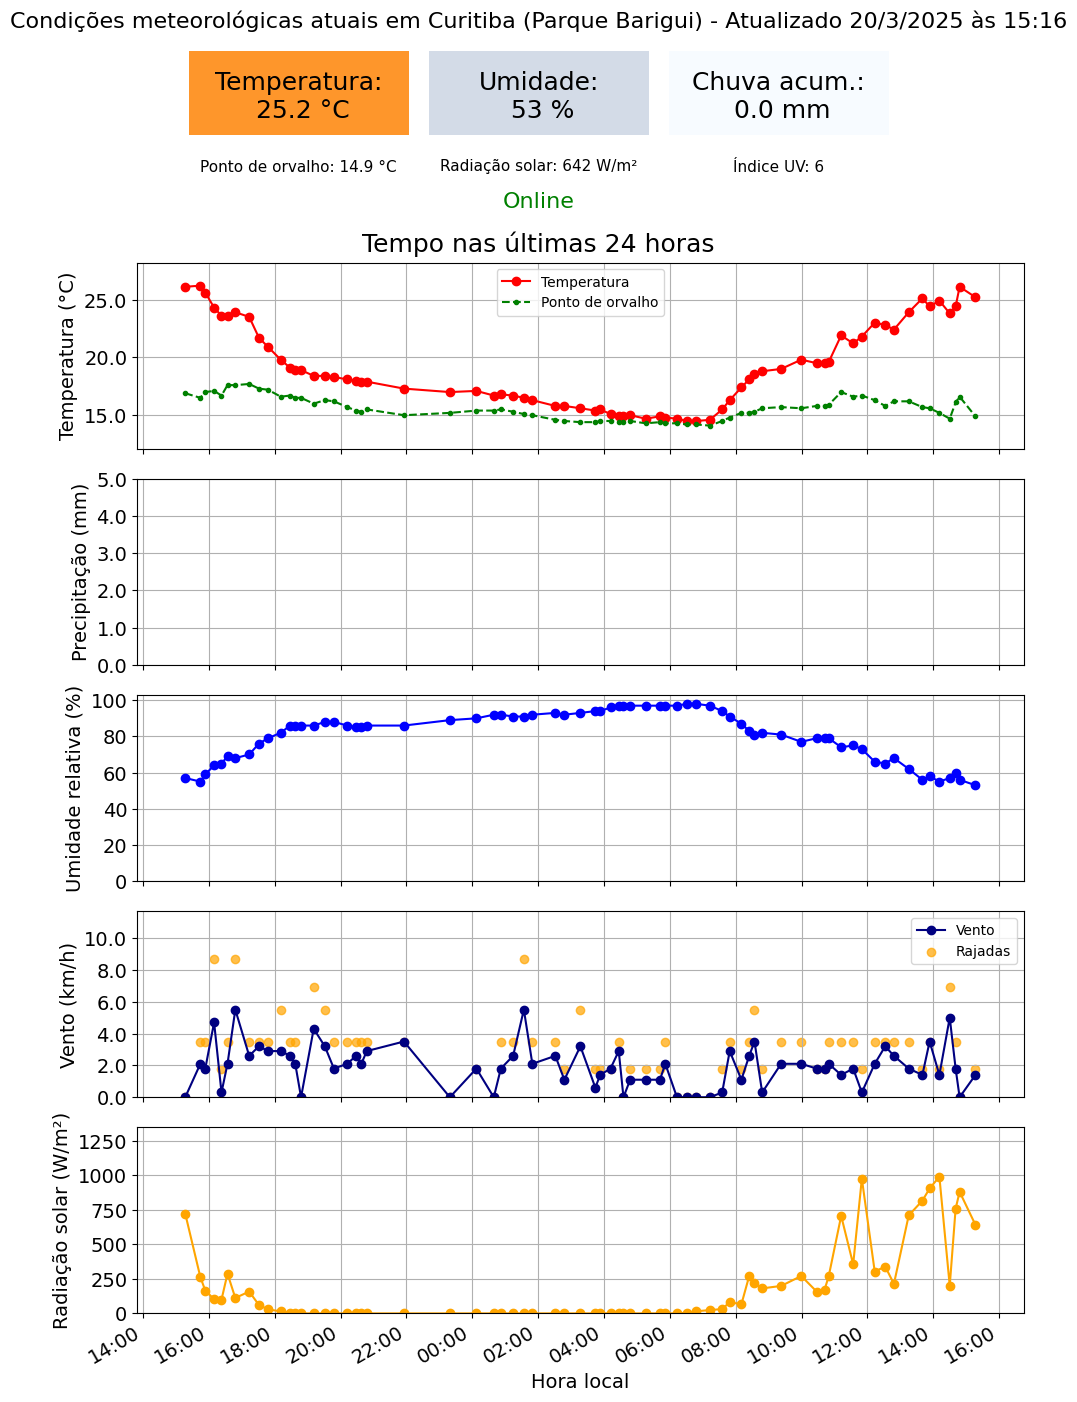 Condições meteorológicas atuais em Curitiba (Parque Barigui) - Atualizado 20/3/2025 às 15:16
Temperatura:
25.2 °C
Umidade:
53 %
Chuva acum.:
0.0 mm
Ponto de orvalho: 14.9 °C
Radiação solar: 642 W/m²
Índice UV: 6
Online
Tempo nas últimas 24 horas
Temperatura (°C)
25.0
20.0
15.0
Temperatura
Ponto de orvalho
Precipitação (mm)
5.0
4.0
3.0
2.0
1.0
0.0
Umidade relativa (%)
100
80
60
40
20
0
Vento (km/h)
10.0
8.0
6.0
4.0
2.0
0.0
Vento
Rajadas
Radiação solar (W/m²)
1250
1000
750
500
250
0
14:00
16:00
18:00
20:00
22:00
00:00
02:00
04:00
06:00
08:00
10:00
12:00
14:00
16:00
Hora local